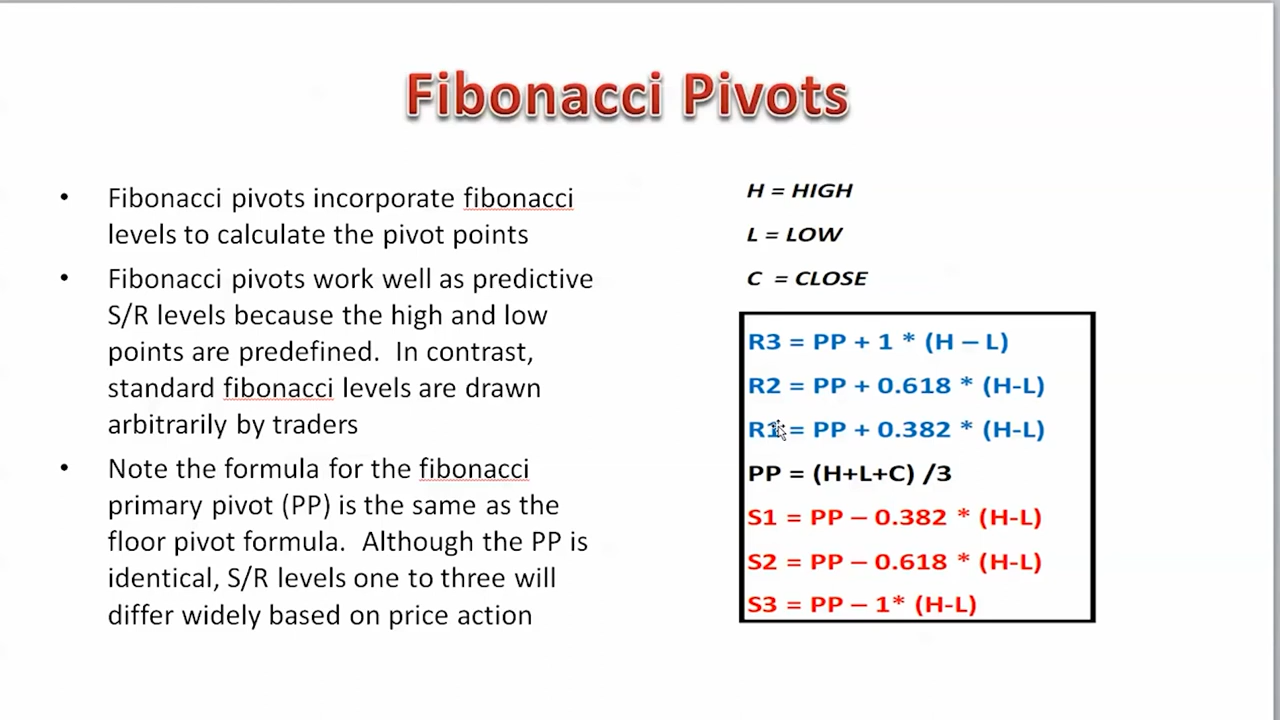 Fibonacci Pivots
• Fibonacci pivots incorporate fibonacci
levels to calculate the pivot points
• Fibonacci pivots work well as predictive
S/R levels because the high and low
points are predefined.  In contrast,
standard fibonacci levels are drawn
arbitrarily by traders
• Note the formula for the fibonacci
primary pivot (PP) is the same as the
floor pivot formula.  Although the PP is
identical, S/R levels one to three will
differ widely based on price action
H = HIGH
L = LOW
C  = CLOSE
R3 = PP + 1 * (H – L)
R2 = PP + 0.618 * (H-L)
R1 = PP + 0.382 * (H-L)
PP = (H+L+C) /3
S1 = PP – 0.382 * (H-L)
S2 = PP – 0.618 * (H-L)
S3 = PP – 1* (H-L)